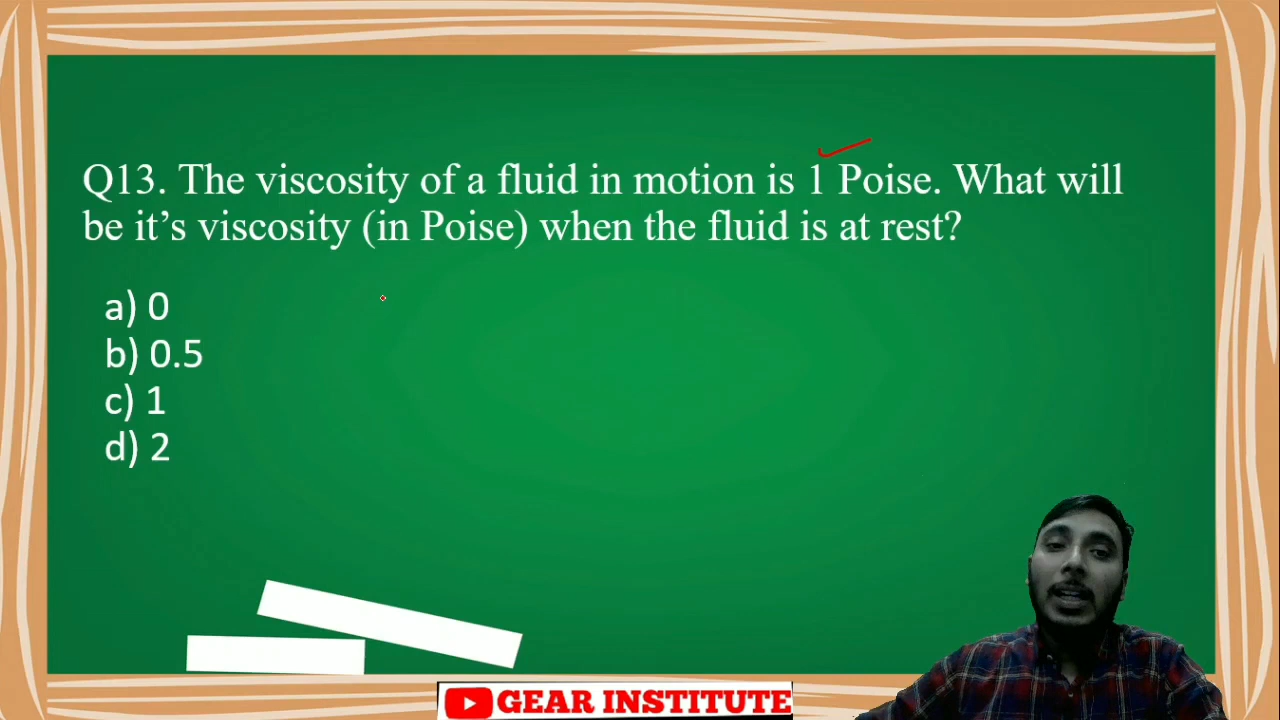 Q13. The viscosity of a fluid in motion is 1 Poise. What will
be it’s viscosity (in Poise) when the fluid is at rest?
a) 0
b) 0.5
c) 1
d) 2
GEAR INSTITUTE